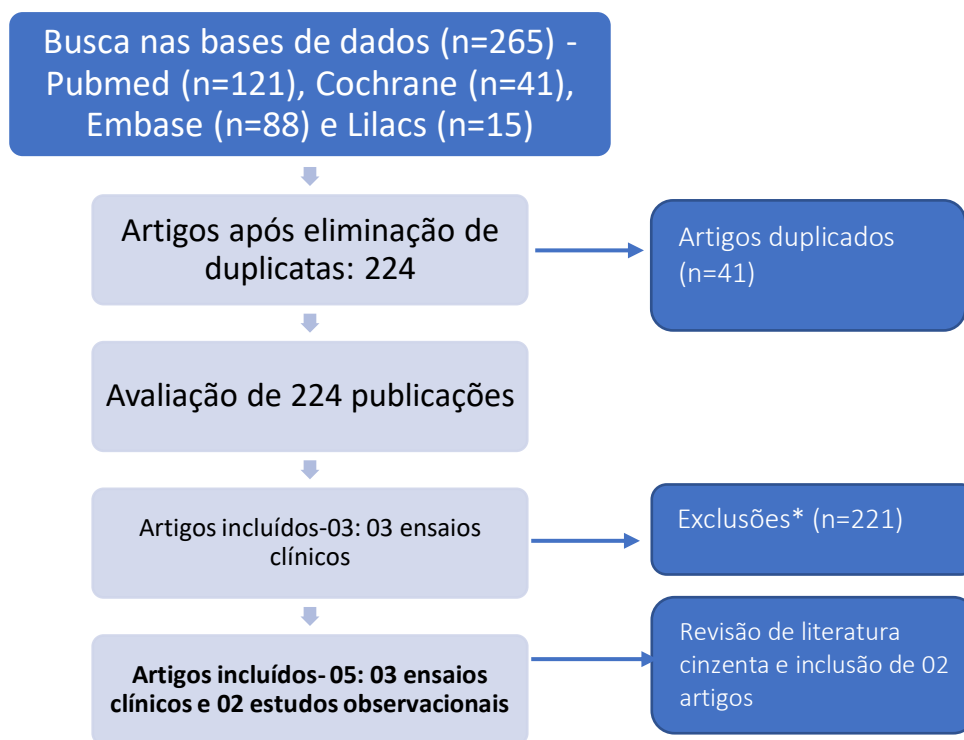 Busca nas bases de dados (n=265) -
Pubmed (n=121), Cochrane (n=41),
Embase (n=88) e Lilacs (n=15)
Artigos após eliminação de
duplicatas: 224
Artigos duplicados
(n=41)
Avaliação de 224 publicações
Artigos incluídos-03: 03 ensaios
clínicos
Exclusões* (n=221)
Artigos incluídos- 05: 03 ensaios
clínicos e 02 estudos observacionais
Revisão de literatura
cinzenta e inclusão de 02
artigos